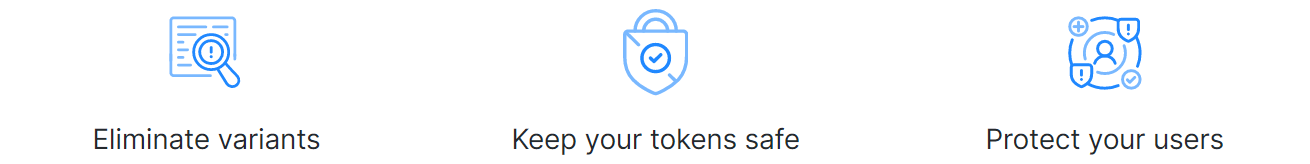 Eliminate variants
Keep your tokens safe
Protect your users